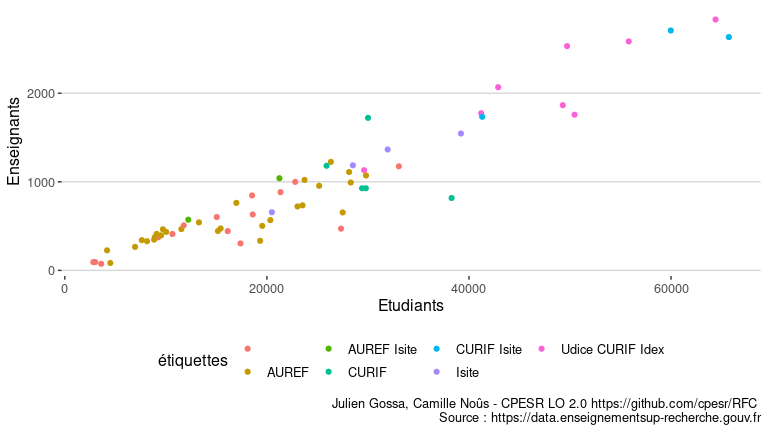 Enseignants
2000
1000
0
0 20000 40000 60000
Etudiants
étiquettes
AUREF Isite CURIF Isite Udice CURIF Idex
AUREF CURIF Isite
Julien Gossa, Camille Noûs - CPESR LO 2.0 https://github.com/cpesr/RFC
Source : https://data.enseignementsup-recherche.gouv.fr